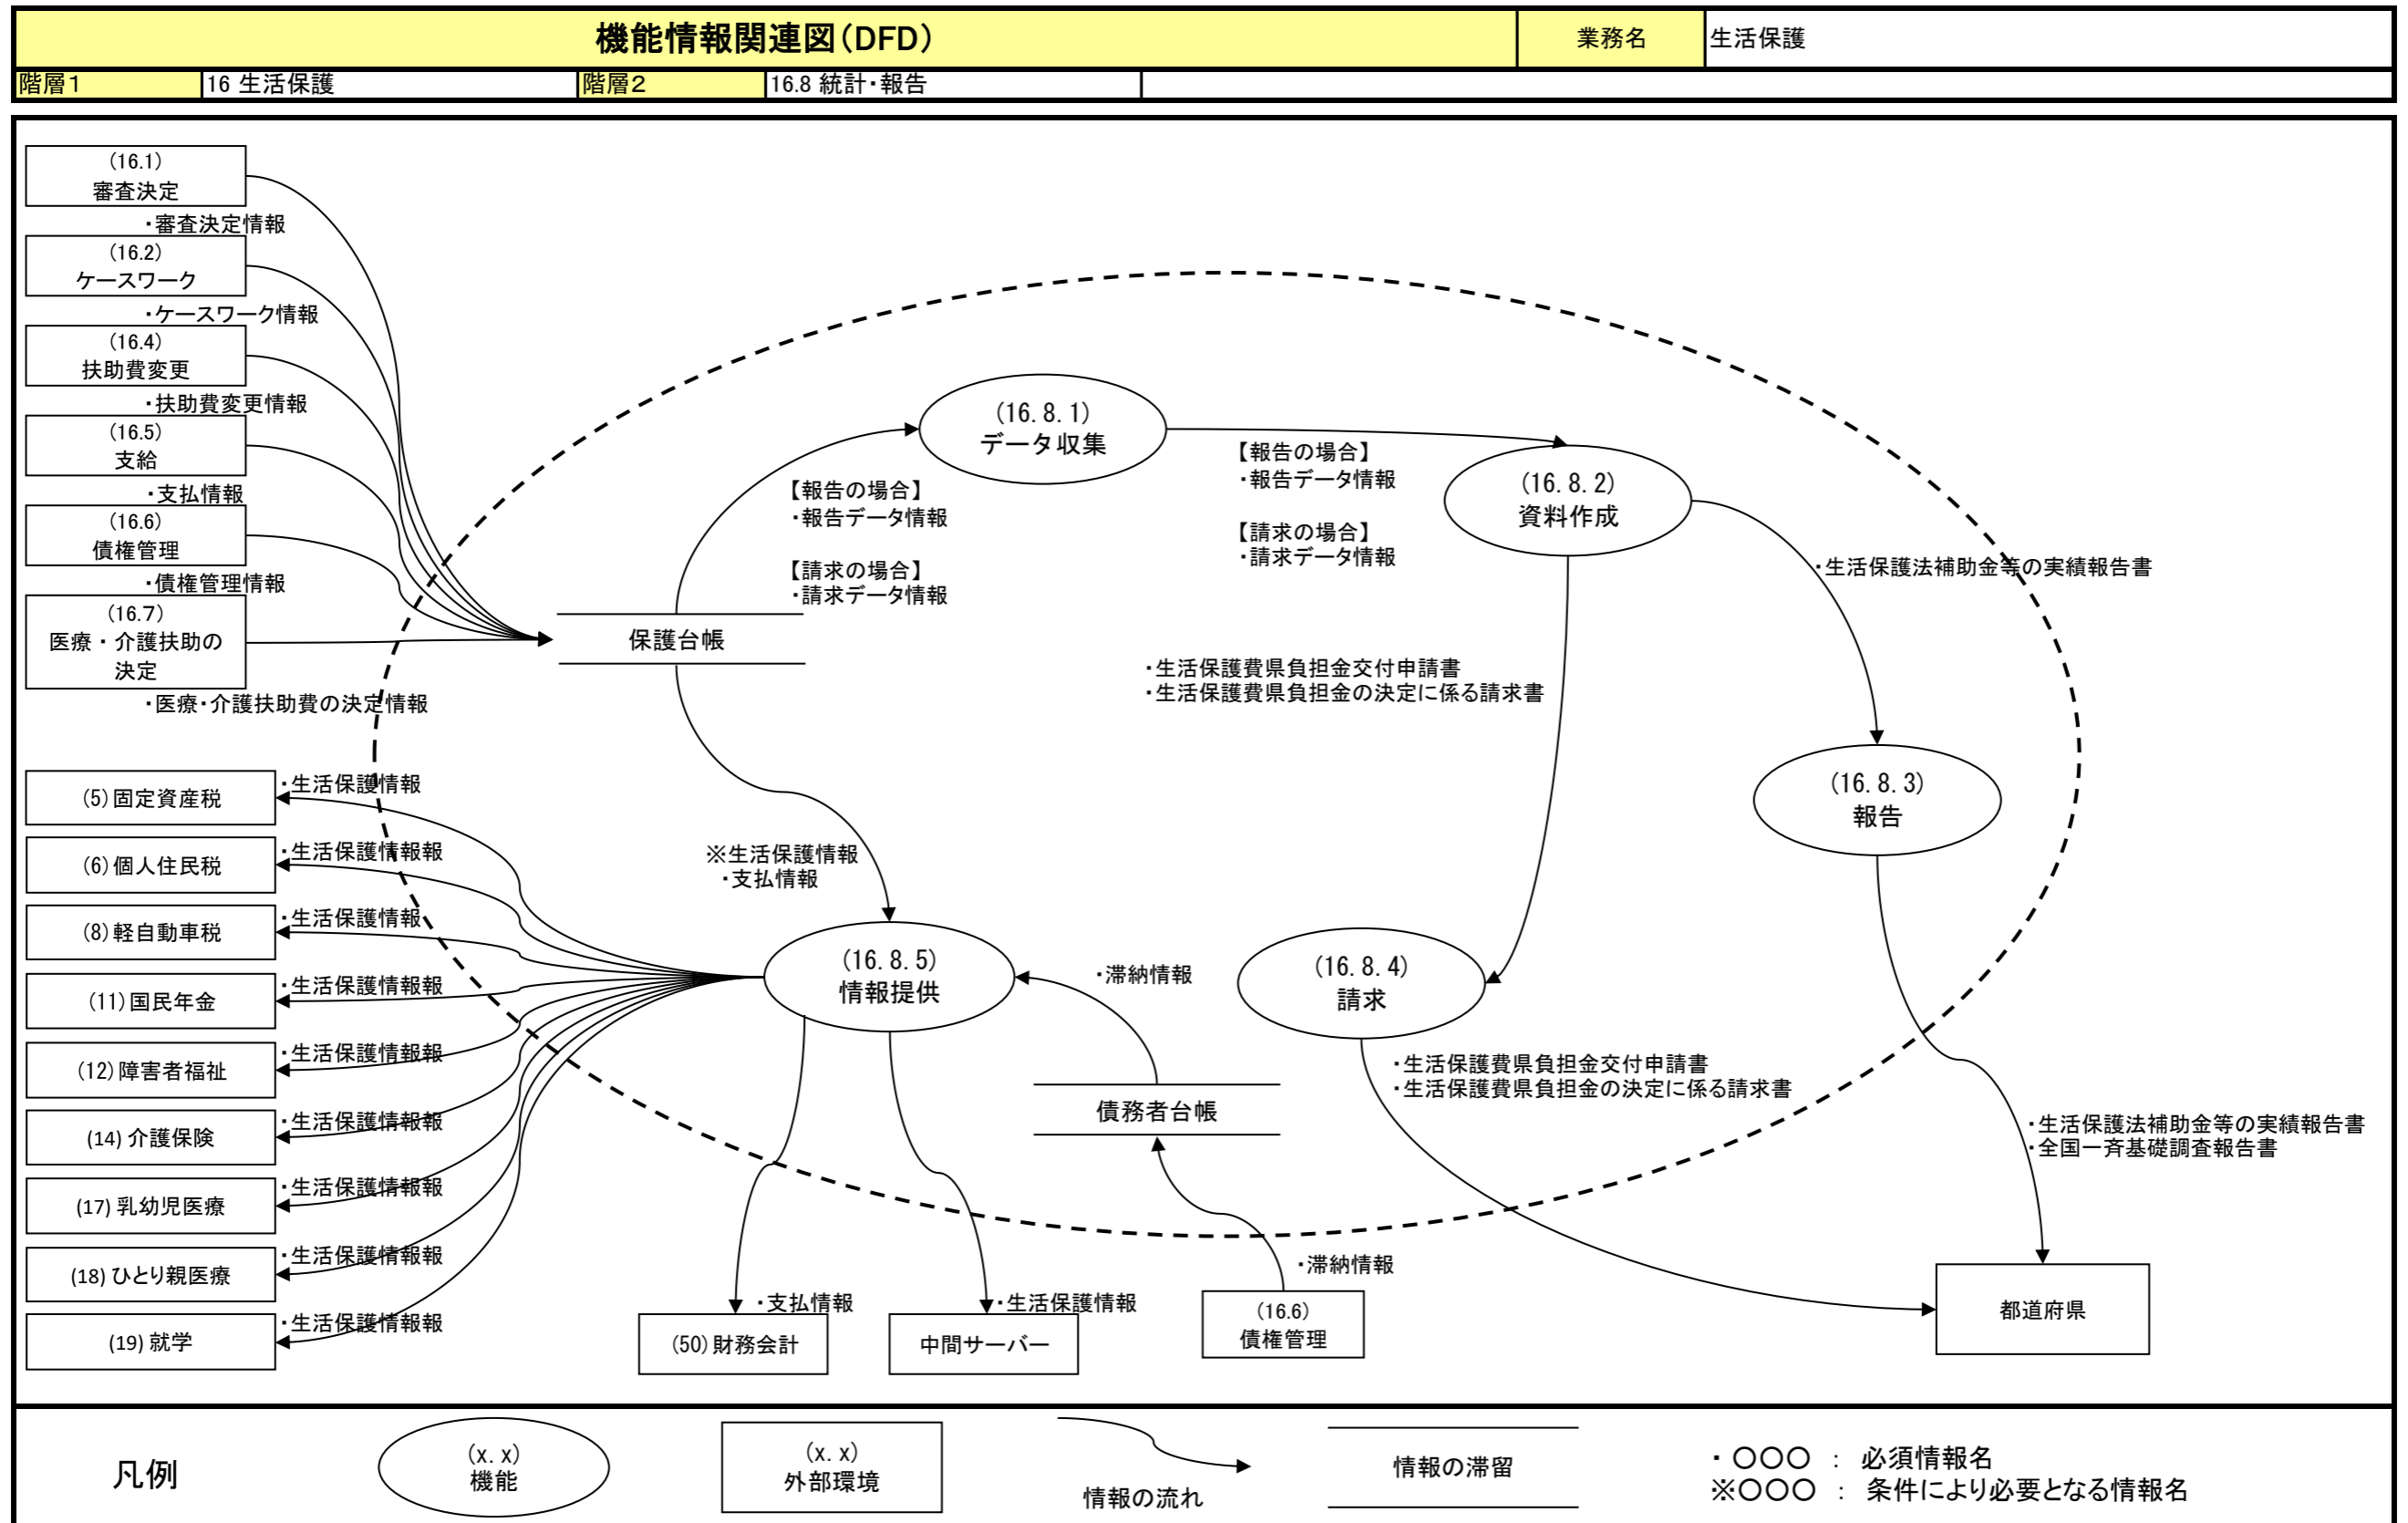 機能情報関連図(DFD)
業務名
生活保護
階層1
16 生活保護
階層2
16.8 統計・報告
(16.1)
審査決定
・審査決定情報
(16.2)
ケースワーク
・ケースワーク情報
(16.4)
扶助費変更
・扶助費変更情報
(16.5)
支給
・支払情報
(16.6)
債権管理
・債権管理情報
(16.7)
医療・介護扶助の
決定
・医療・介護扶助費の決定情報
(16.8.1)
データ収集
【報告の場合】
・報告データ情報
【請求の場合】
・請求データ情報
【報告の場合】
・報告データ情報
【請求の場合】
・請求データ情報
(16.8.2)
資料作成
・生活保護法補助金等の実績報告書
保護台帳
・生活保護費県負担金交付申請書
・生活保護費県負担金の決定に係る請求書
(16.8.3)
報告
※生活保護情報
・支払情報
(16.8.5)
情報提供
・滞納情報
(16.8.4)
請求
・生活保護費県負担金交付申請書
・生活保護費県負担金の決定に係る請求書
債務者台帳
・生活保護法補助金等の実績報告書
・全国一斉基礎調査報告書
(5)固定資産税
・生活保護情報
(6)個人住民税
・生活保護情報報
(8)軽自動車税
・生活保護情報
(11)国民年金
・生活保護情報報
(12)障害者福祉
・生活保護情報報
(14)介護保険
・生活保護情報報
(17)乳幼児医療
・生活保護情報報
(18)ひとり親医療
・生活保護情報報
(19)就学
・生活保護情報報
・支払情報
(50)財務会計
・生活保護情報
中間サーバー
・滞納情報
(16.6)
債権管理
都道府県
凡例
(x.x)
機能
(x.x)
外部環境
情報の流れ
情報の滞留
・〇〇〇 : 必須情報名
※〇〇〇 : 条件により必要となる情報名